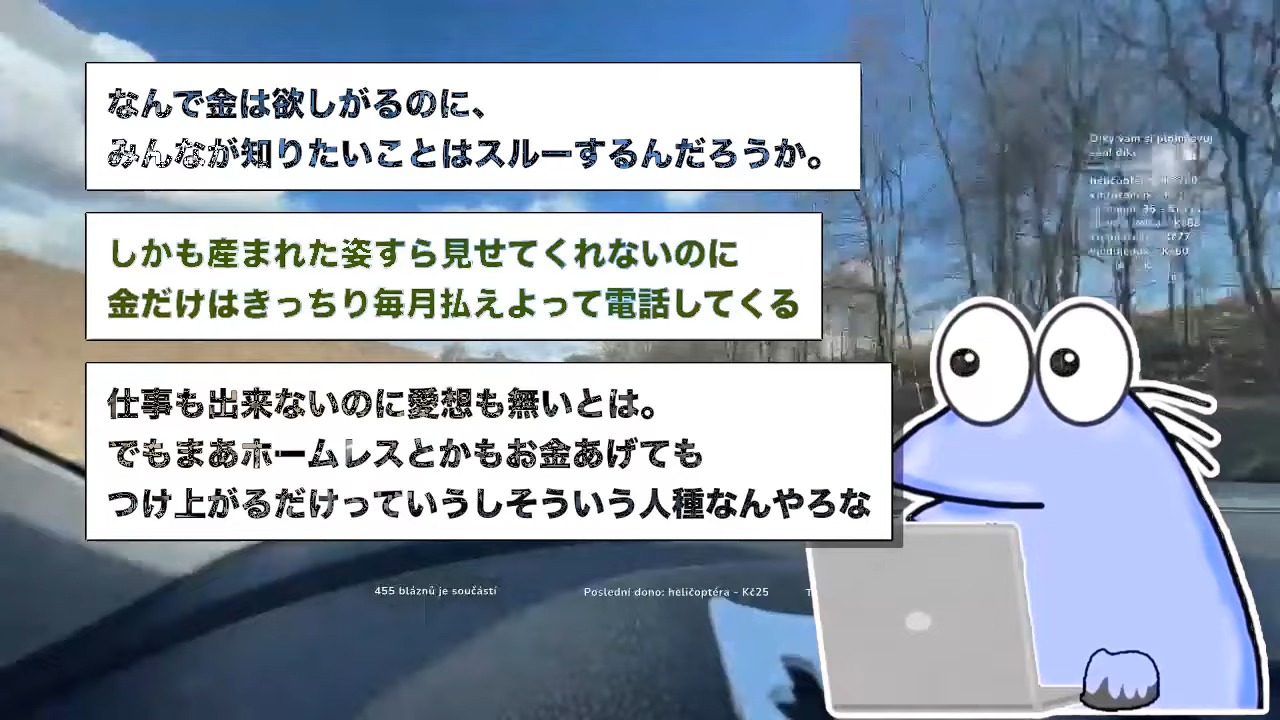 なんで金は欲しがるのに、
みんなが知りたいことはスルーするんだろうか。
しかも産まれた姿すら見せてくれないのに
金だけはきっちり毎月払えよって電話してくる
仕事も出来ないのに愛想も無いとは。
でもまあホームレスとかもお金あげても
つけ上がるだけっていうしそういう人種なんやろな
Díky vám si
helicoptér
455 bláznů je součástí
Poslední dono: helicoptéra - Kč25